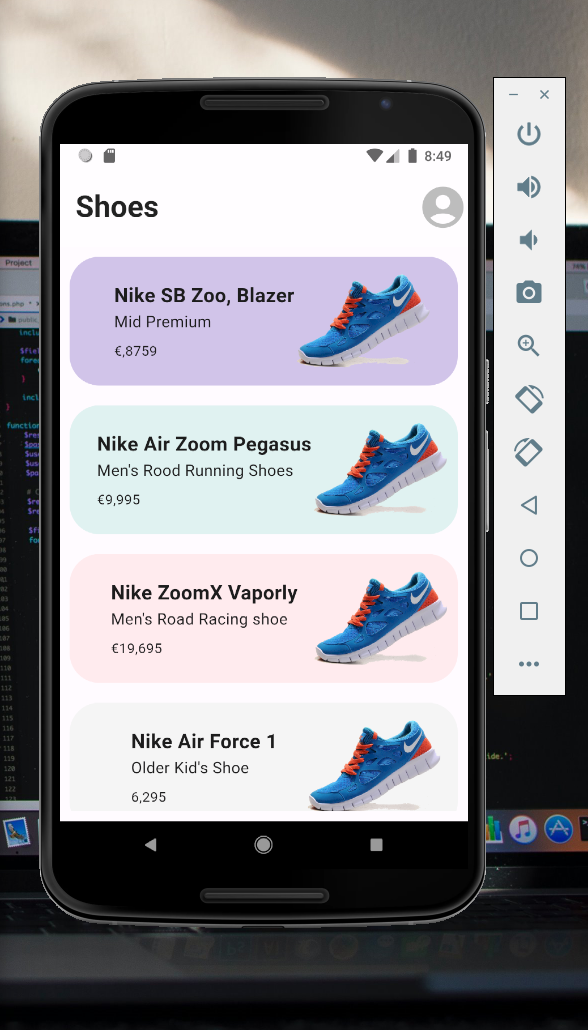 8:49
Shoes
Nike SB Zoo, Blazer
Mid Premium
€,8759
Nike Air Zoom Pegasus
Men's Rood Running Shoes
€9,995
Nike ZoomX Vaporly
Men's Road Racing shoe
€19,695
Nike Air Force 1
Older Kid's Shoe
6,295
Project